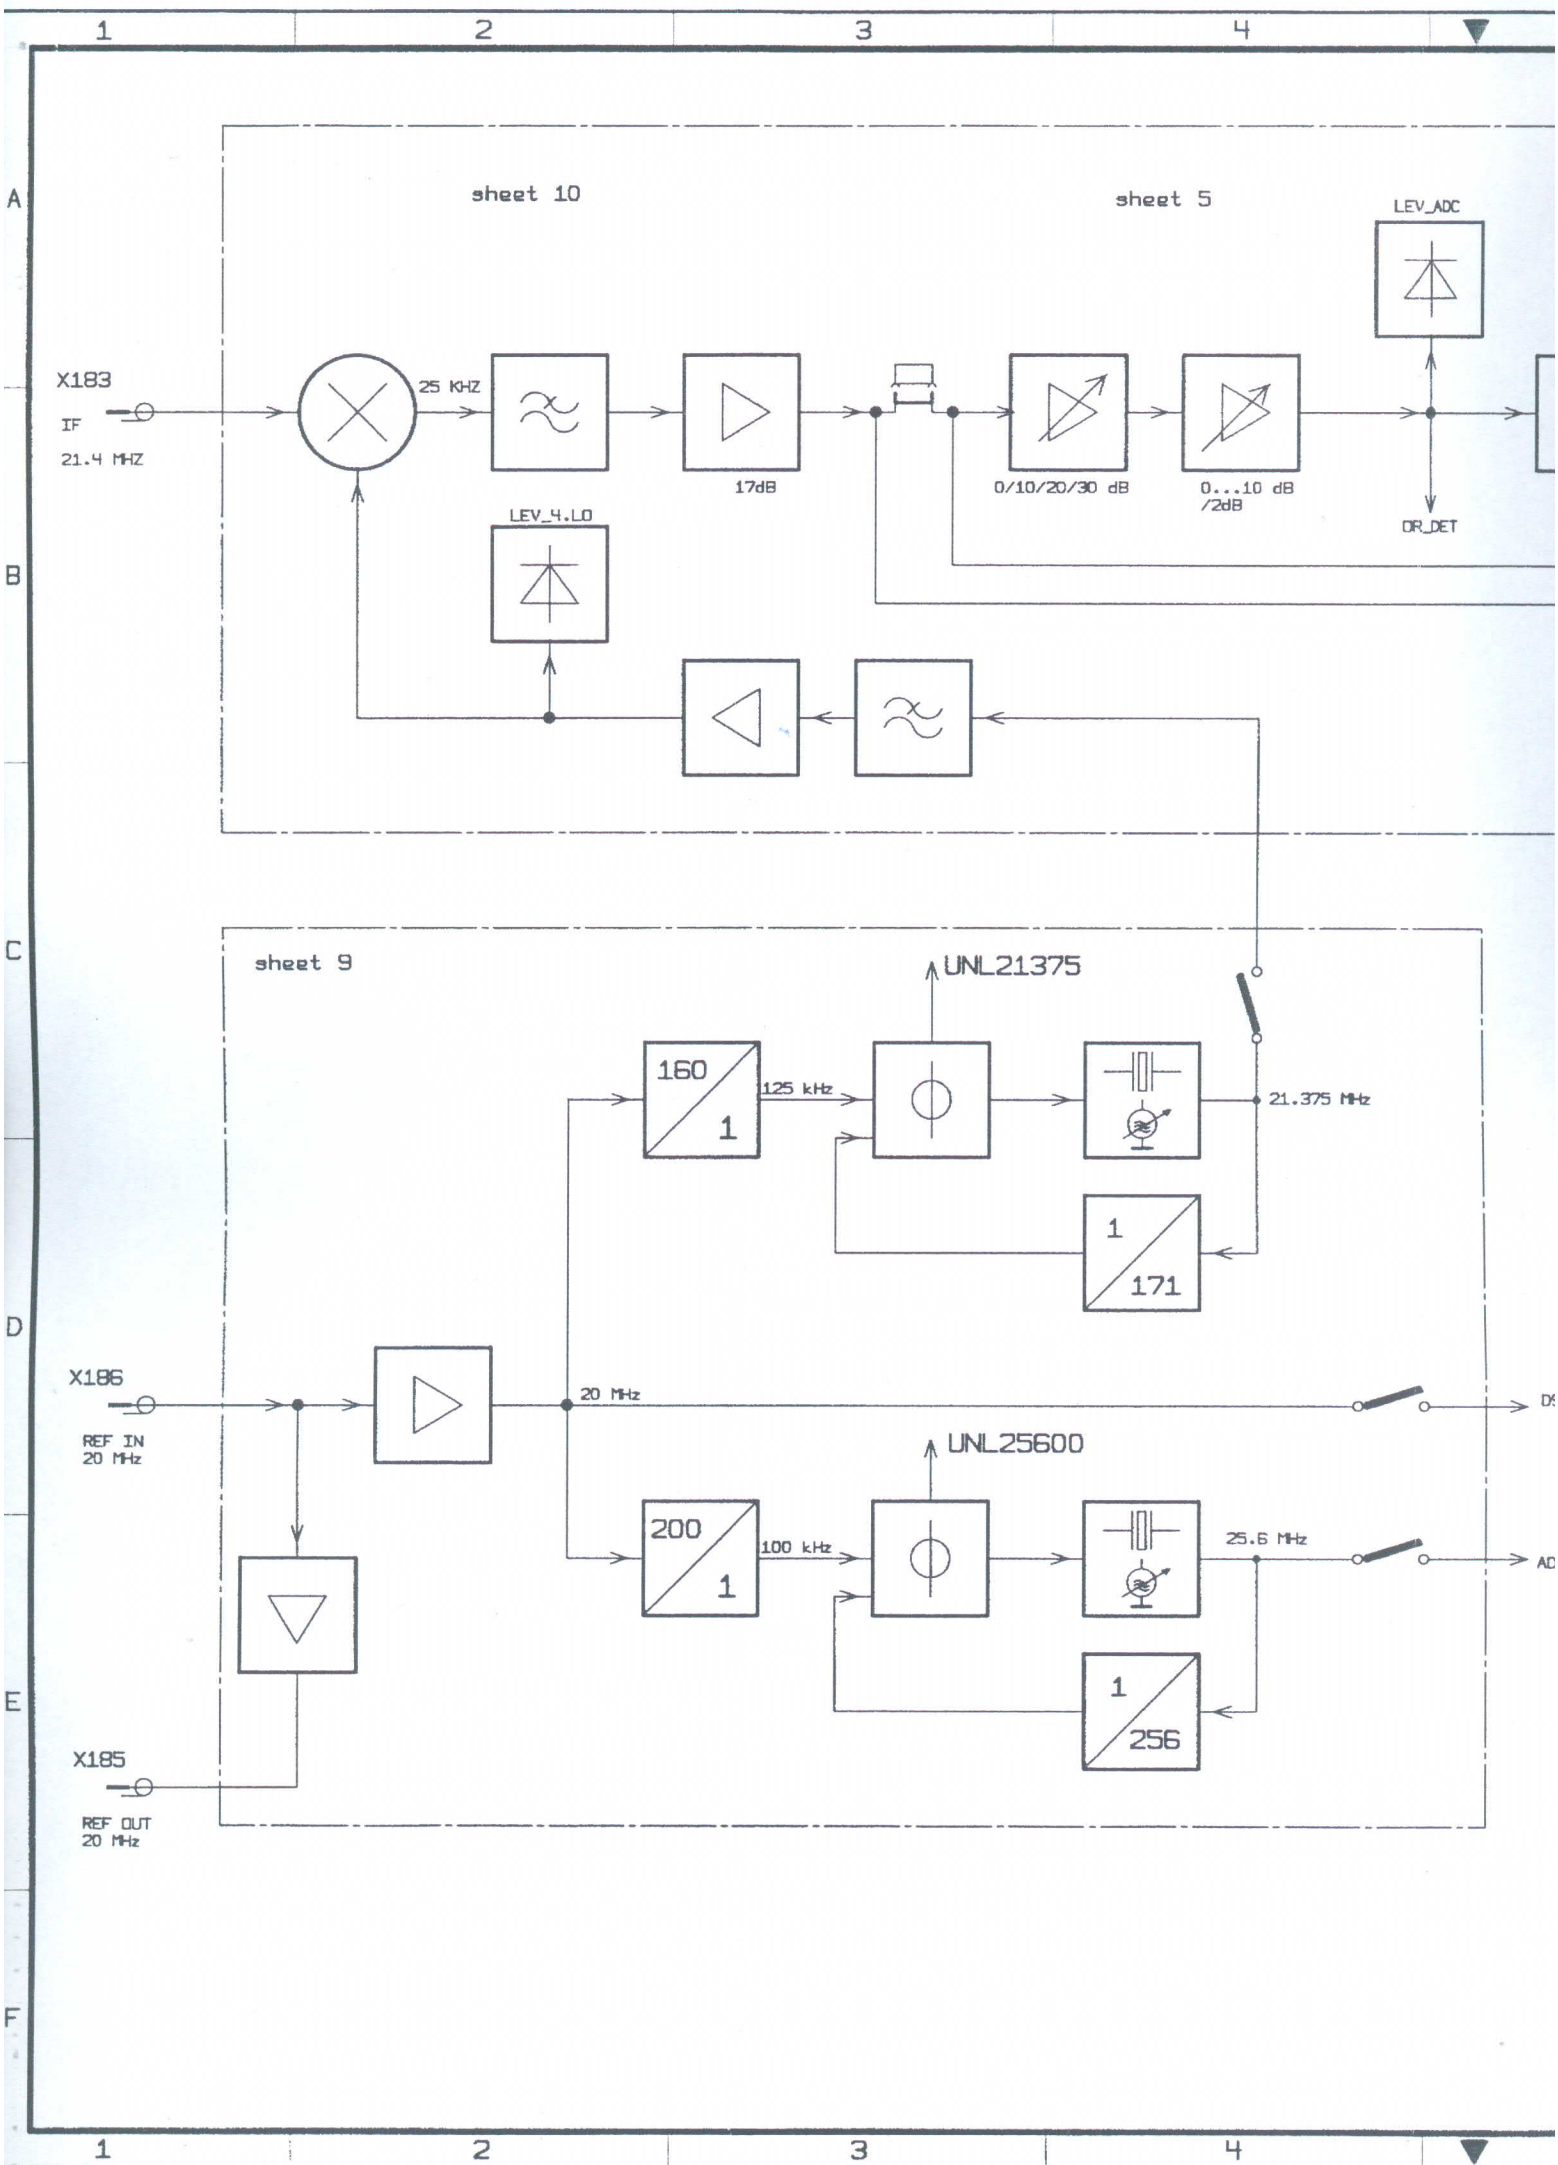 1 2 3 4
A
sheet 10
sheet 5
LEV_ADC
X183
IF
21.4 MHZ
25 KHZ
17dB
0/10/20/30 dB
0...10 dB
/2dB
OR_DET
LEV_4.LO
B
C
sheet 9
UNL21375
160
1
125 kHz
21.375 MHz
1
171
D
X186
REF IN
20 MHz
20 MHz
DS
UNL25600
200
1
100 kHz
25.6 MHz
AD
1
256
E
X185
REF OUT
20 MHz
F
1 2 3 4